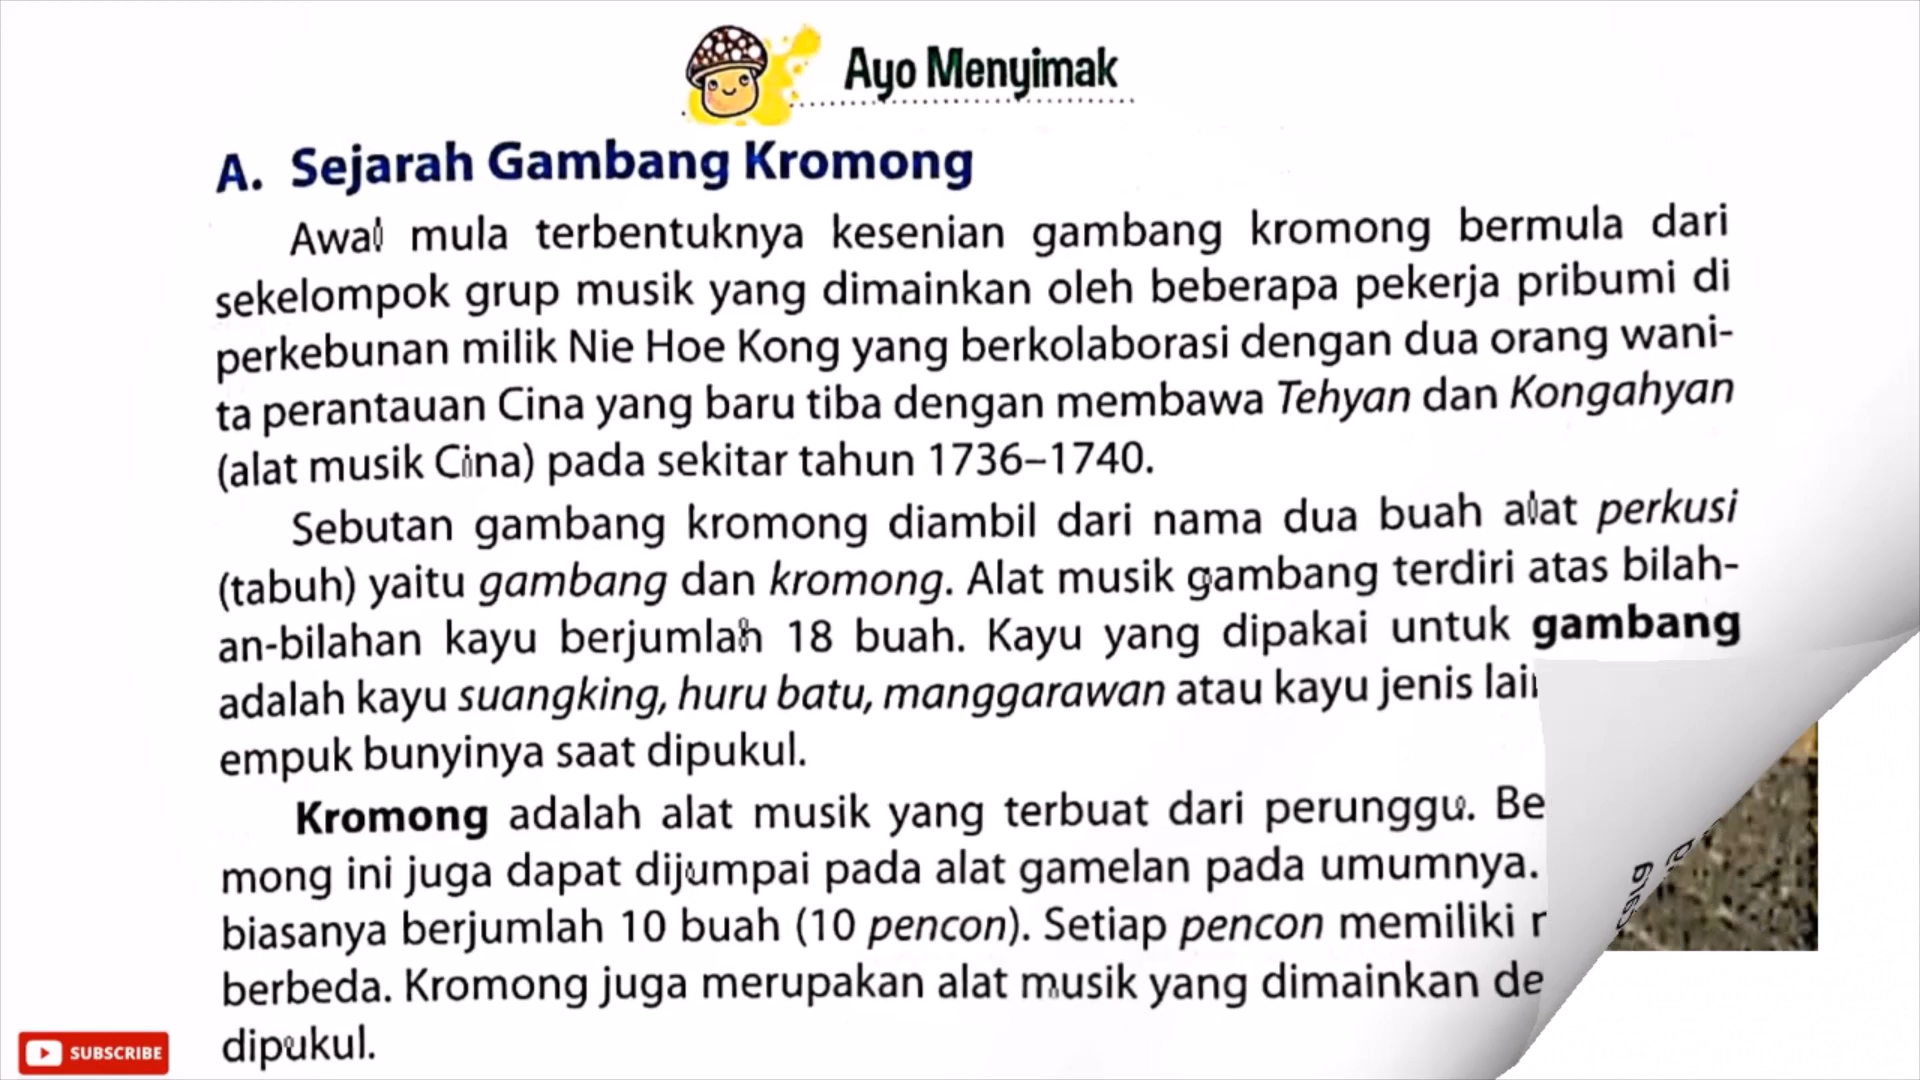 Ayo Menyimak
A. Sejarah Gambang Kromong
Awal mula terbentuknya kesenian gambang kromong bermula dari
sekelompok grup musik yang dimainkan oleh beberapa pekerja pribumi di
perkebunan milik Nie Hoe Kong yang berkolaborasi dengan dua orang wani-
ta perantauan Cina yang baru tiba dengan membawa Tehyan dan Kongahyan
(alat musik Cina) pada sekitar tahun 1736–1740.
Sebutan gambang kromong diambil dari nama dua buah alat perkusi
(tabuh) yaitu gambang dan kromong. Alat musik gambang terdiri atas bilah-
an-bilahan kayu berjumlah 18 buah. Kayu yang dipakai untuk gambang
adalah kayu suangking, huru batu, manggarawan atau kayu jenis
empuk bunyinya saat dipukul.
Kromong adalah alat musik yang terbuat dari perunggu. Be
mong ini juga dapat dijumpai pada alat gamelan pada umumnya.
biasanya berjumlah 10 buah (10 pencon). Setiap pencon memiliki
berbeda. Kromong juga merupakan alat musik yang dimainkan de
dipukul.
SUBSCRIBE